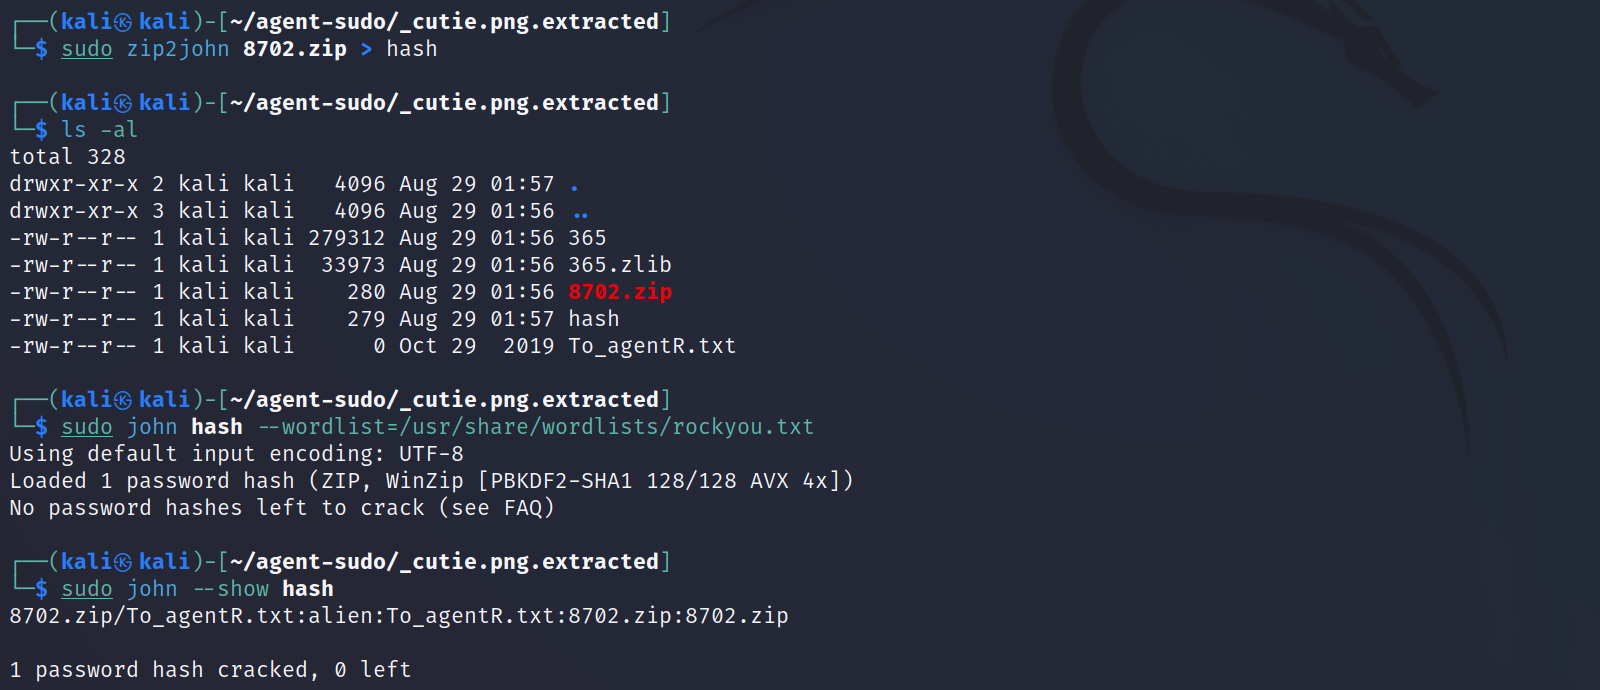 ┌──(kali㉿kali)-[~/agent-sudo/_cutie.png.extracted]
└─$ sudo zip2john 8702.zip > hash
┌──(kali㉿kali)-[~/agent-sudo/_cutie.png.extracted]
└─$ ls -al
total 328
drwxr-xr-x 2 kali kali   4096 Aug 29 01:57 .
drwxr-xr-x 3 kali kali   4096 Aug 29 01:56 ..
-rw-r--r-- 1 kali kali 279312 Aug 29 01:56 365
-rw-r--r-- 1 kali kali  33973 Aug 29 01:56 365.zlib
-rw-r--r-- 1 kali kali    280 Aug 29 01:56 8702.zip
-rw-r--r-- 1 kali kali    279 Aug 29 01:57 hash
-rw-r--r-- 1 kali kali      0 Oct 29  2019 To_agentR.txt
┌──(kali㉿kali)-[~/agent-sudo/_cutie.png.extracted]
└─$ sudo john hash --wordlist=/usr/share/wordlists/rockyou.txt
Using default input encoding: UTF-8
Loaded 1 password hash (ZIP, WinZip [PBKDF2-SHA1 128/128 AVX 4x])
No password hashes left to crack (see FAQ)
┌──(kali㉿kali)-[~/agent-sudo/_cutie.png.extracted]
└─$ sudo john --show hash
8702.zip/To_agentR.txt:alien:To_agentR.txt:8702.zip:8702.zip
1 password hash cracked, 0 left